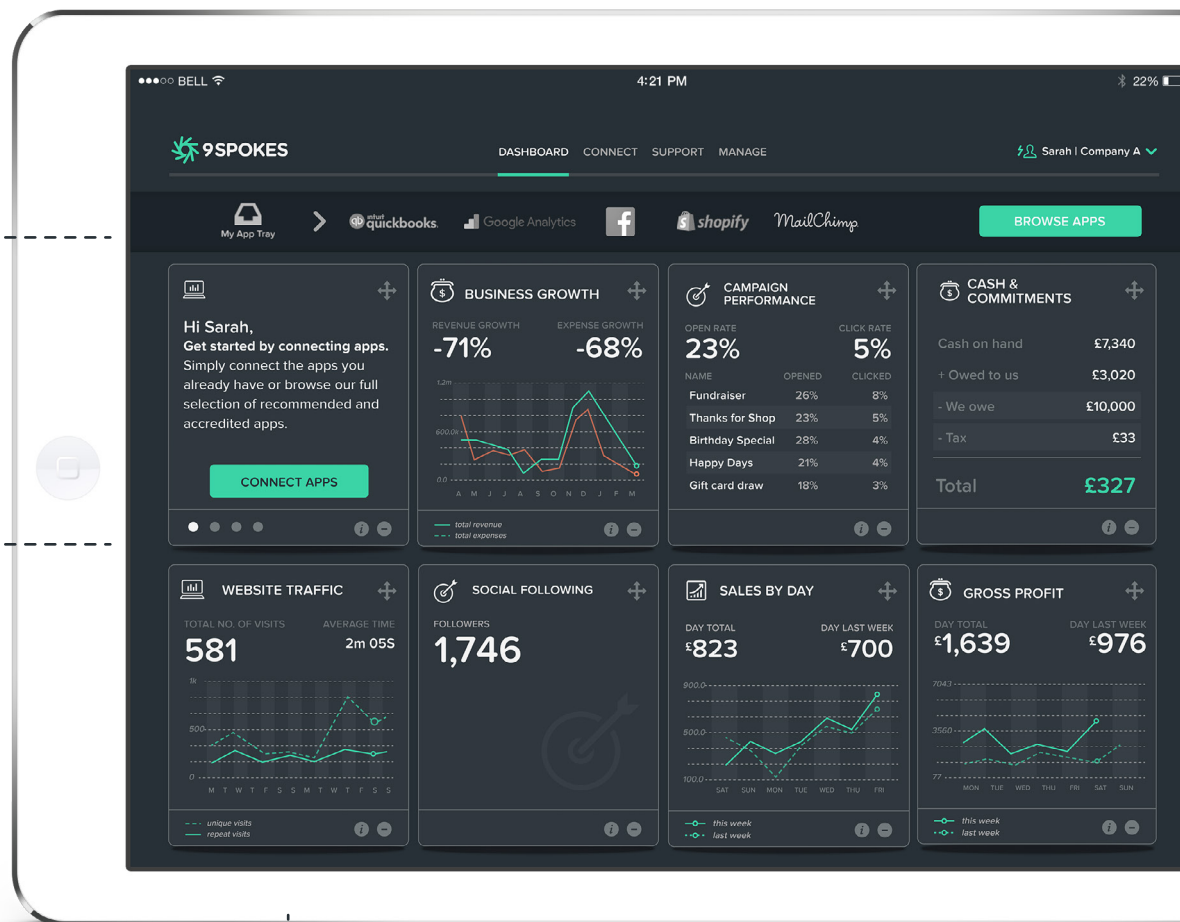 BELL
4:21 PM
22%
9SPOKES
DASHBOARD CONNECT SUPPORT MANAGE
Sarah | Company A
My App Tray
intuit
qb quickbooks.
Google Analytics
f
shopify
MailChimp
BROWSE APPS
Hi Sarah,
Get started by connecting apps.
Simply connect the apps you
already have or browse our full
selection of recommended and
accredited apps.
CONNECT APPS
BUSINESS GROWTH
REVENUE GROWTH EXPENSE GROWTH
-71% -68%
1.2m
600.0k
0.0
A M J J A S O N D J F M
total revenue
total expenses
CAMPAIGN
PERFORMANCE
OPEN RATE CLICK RATE
23% 5%
NAME OPENED CLICKED
Fundraiser 26% 8%
Thanks for Shop 23% 5%
Birthday Special 28% 4%
Happy Days 21% 4%
Gift card draw 18% 3%
CASH &
COMMITMENTS
Cash on hand £7,340
+ Owed to us £3,020
- We owe £10,000
- Tax £33
Total £327
WEBSITE TRAFFIC
TOTAL NO. OF VISITS AVERAGE TIME
581 2m 05S
1k
500
0
M T W T F S S M T W T F S S
unique visits
repeat visits
SOCIAL FOLLOWING
FOLLOWERS
1,746
SALES BY DAY
DAY TOTAL DAY LAST WEEK
£823 £700
900.0
500.0
100.0
SAT SUN MON TUE WED THU FRI
this week
last week
GROSS PROFIT
DAY TOTAL DAY LAST WEEK
£1,639 £976
7043
3560
77
MON TUE WED THU FRI SAT SUN
this week
last week